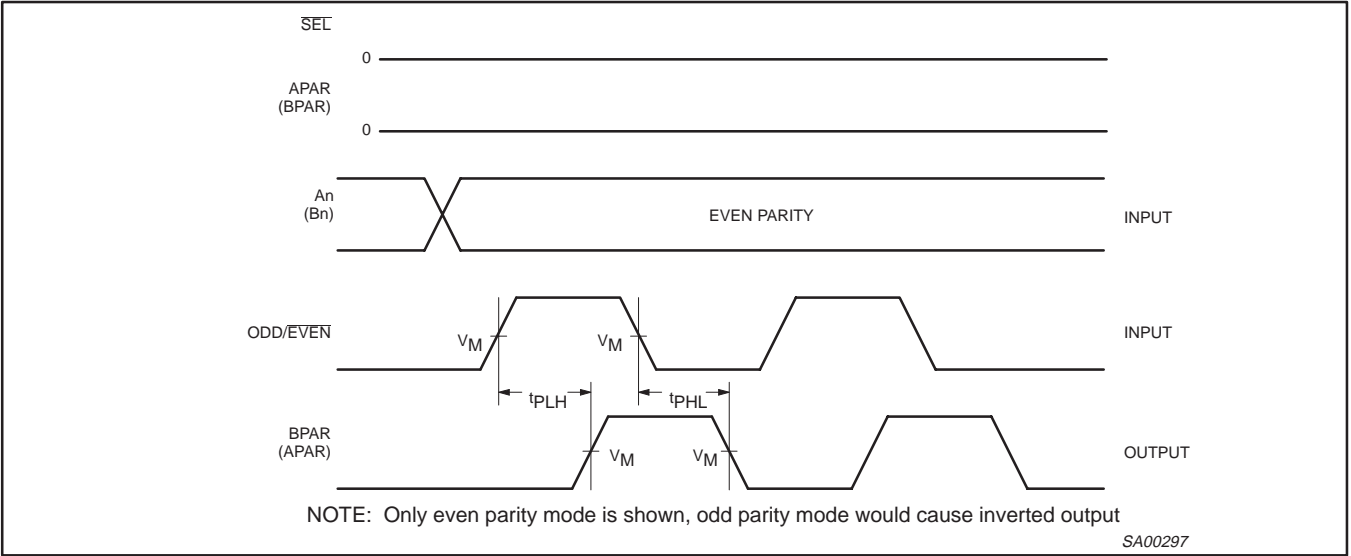 SEL
0
APAR
(BPAR)
0
An
(Bn)
EVEN PARITY
INPUT
ODD/EVEN
VM
VM
INPUT
tPLH
tPHL
BPAR
(APAR)
VM
VM
OUTPUT
NOTE: Only even parity mode is shown, odd parity mode would cause inverted output
SA00297